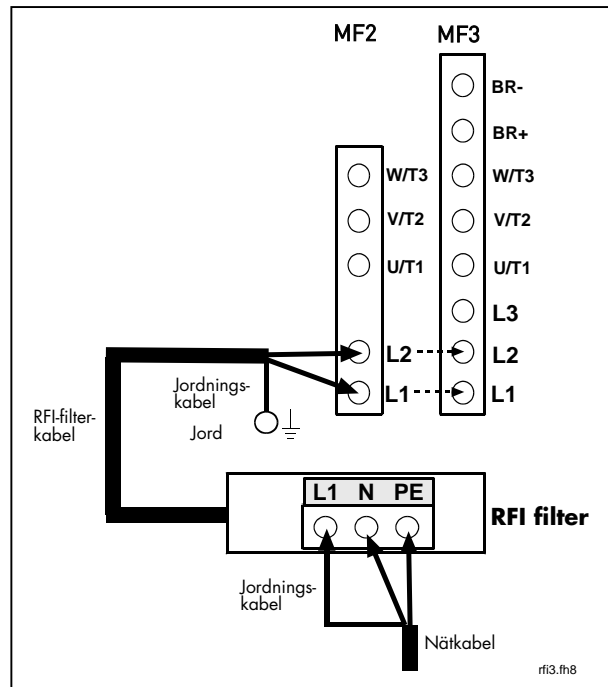 MF2 MF3
BR-
BR+
W/T3 W/T3
V/T2 V/T2
U/T1 U/T1
L3
L2 L2
L1 L1
Jordnings-
kabel
Jord
RFI-filter-
kabel
L1 N PE
RFI filter
Jordnings-
kabel
Nätkabel
rfi3.fh8